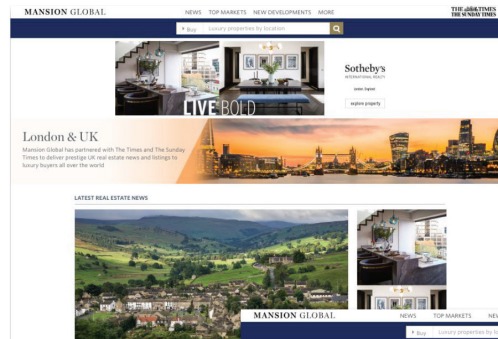 MANSION GLOBAL
NEWS TOP MARKETS NEW DEVELOPMENTS MORE
THE TIMES
THE SUNDAY TIMES
Buy Luxury properties by location
LIVE BOLD
Sotheby's
INTERNATIONAL REALTY
explore property
London & UK
Mansion Global has partnered with The Times and The Sunday
Times to deliver prestige UK real estate news and listings to
luxury buyers all over the world
LATEST REAL ESTATE NEWS
MANSION GLOBAL
NEWS TOP MARKETS NE
Buy Luxury properties by lo